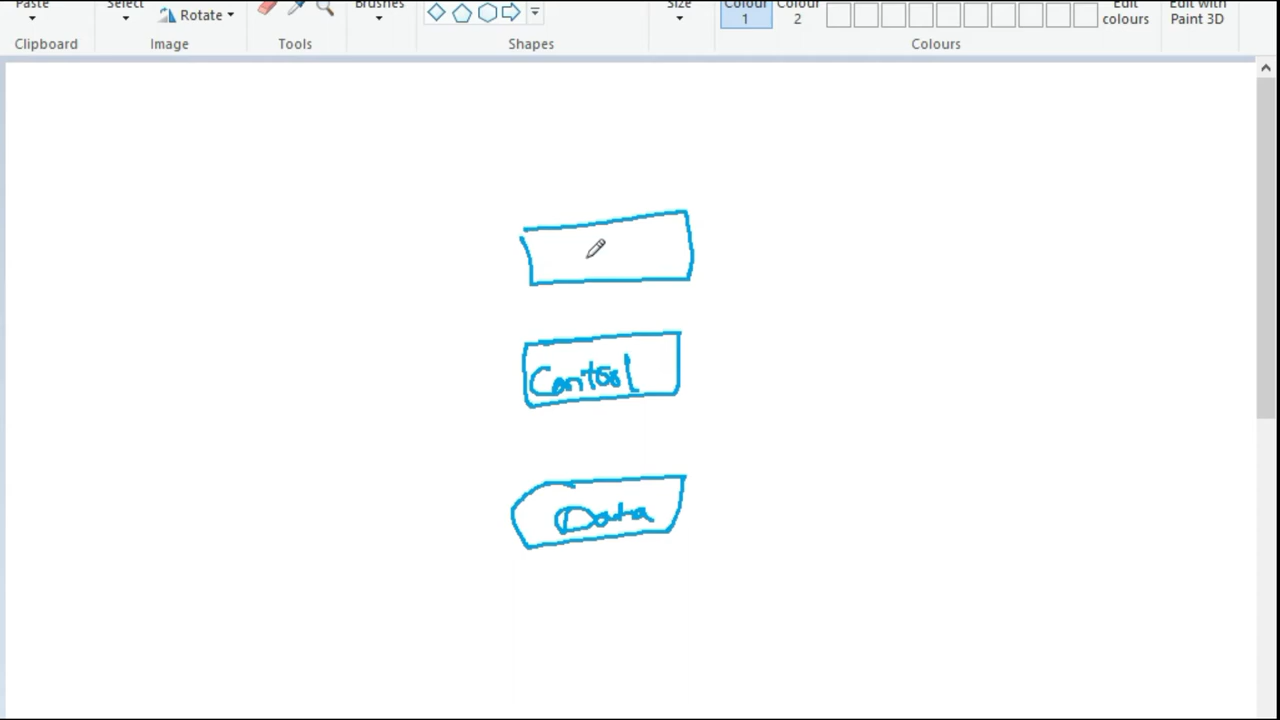 Paste
Select
Rotate
Brushes
Size
Colour 1
Colour 2
Edit colours
Edit with Paint 3D
Clipboard
Image
Tools
Shapes
Colours
Control
Data